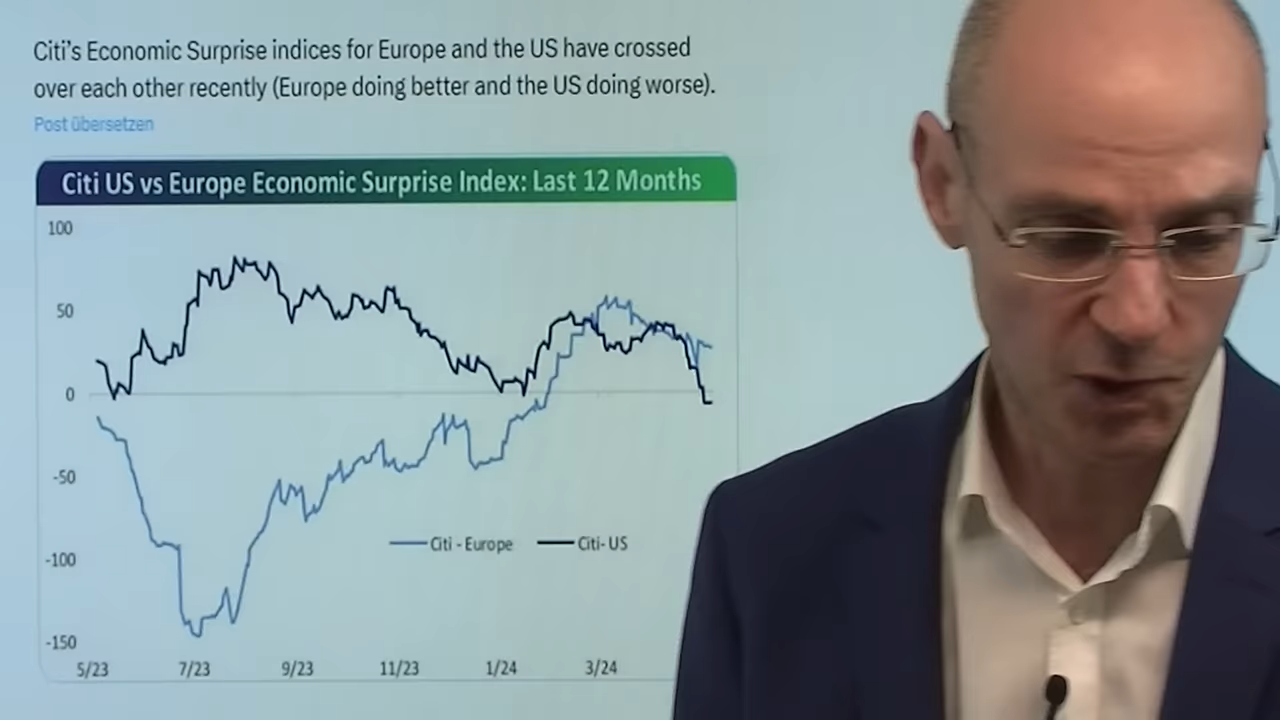 Citi's Economic Surprise indices for Europe and the US have crossed
over each other recently (Europe doing better and the US doing worse).
Post übersetzen
Citi US vs Europe Economic Surprise Index: Last 12 Months
100
50
0
-50
-100
-150
Citi - Europe
Citi- US
5/23
7/23
9/23
11/23
1/24
3/24